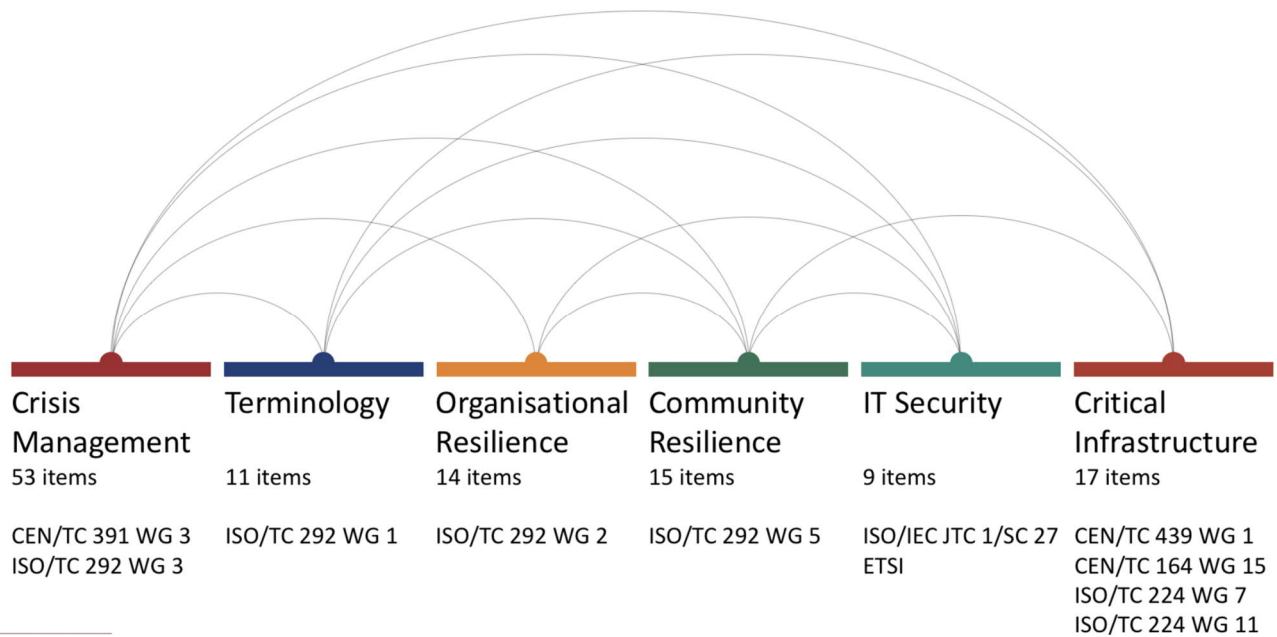 Crisis
Management
53 items
CEN/TC 391 WG 3
ISO/TC 292 WG 3
Terminology
11 items
ISO/TC 292 WG 1
Organisational
Resilience
14 items
ISO/TC 292 WG 2
Community
Resilience
15 items
ISO/TC 292 WG 5
IT Security
9 items
ISO/IEC JTC 1/SC 27
ETSI
Critical
Infrastructure
17 items
CEN/TC 439 WG 1
CEN/TC 164 WG 15
ISO/TC 224 WG 7
ISO/TC 224 WG 11